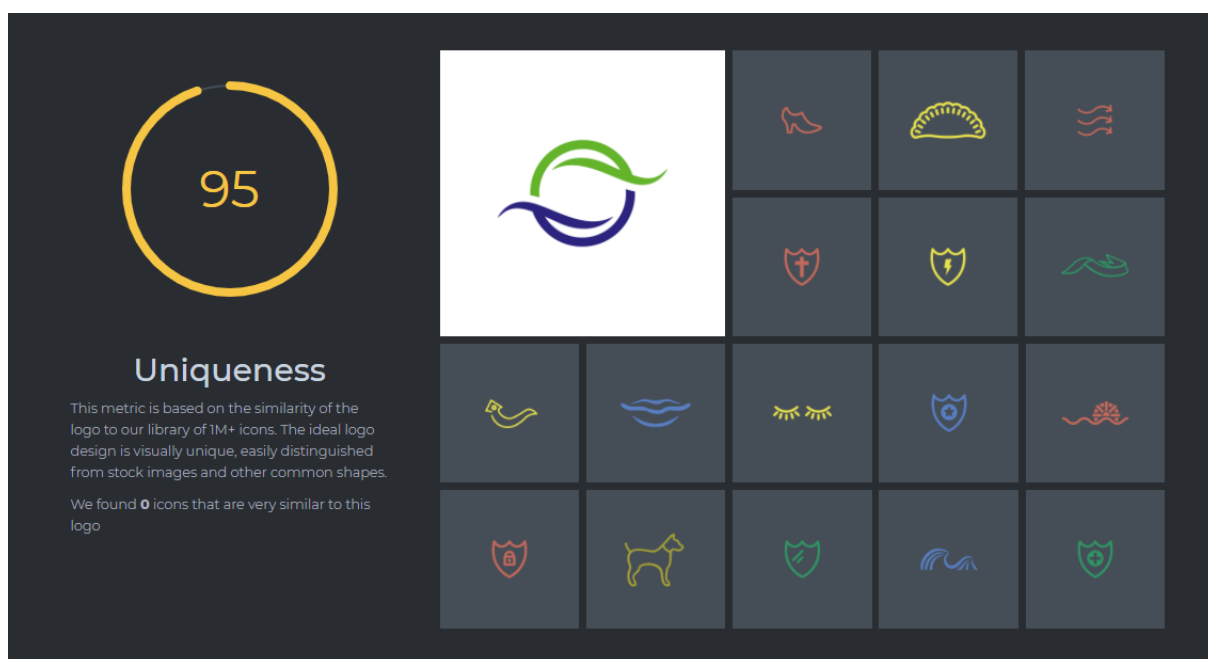 95
Uniqueness
This metric is based on the similarity of the
logo to our library of 1M+ icons. The ideal logo
design is visually unique, easily distinguished
from stock images and other common shapes.
We found 0 icons that are very similar to this
logo